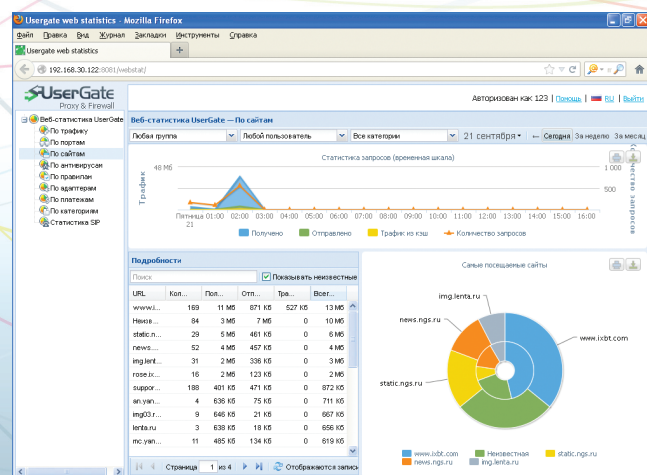 Usergate web statistics - Mozilla Firefox
Файл Правка Вид Журнал Закладки Инструменты Справка
Usergate web statistics +
192.168.30.122:8081/webstat/
UserGate
Proxy & Firewall
Авторизован как 123 | Помощь | RU | Выйти
Веб-статистика UserGate
По трафику
По портам
По сайтам
По антивирусам
По правилам
По адаптерам
По платежам
По категориям
Статистика SIP
Веб-статистика UserGate — По сайтам
Любая группа Любой пользователь Все категории 21 сентября ← Сегодня За неделю За месяц
Статистика запросов (временная шкала)
48 Мб
1 000
500
Трафик
Количество запросов
Пятница 01:00 02:00 03:00 04:00 05:00 06:00 07:00 08:00 09:00 10:00 11:00 12:00 13:00 14:00 15:00 16:00
21
Получено Отправлено Трафик из кэш Количество запросов
Подробности
Поиск Показывать неизвестные
URL Кол... Пол... Отп... Тра... Всег...
www.i... 169 11 Мб 871 Кб 527 Кб 13 Мб
Неизв... 84 3 Мб 7 Мб 0 10 Мб
static.n... 29 5 Мб 461 Кб 0 6 Мб
news.... 52 4 Мб 457 Кб 0 4 Мб
img.lent... 31 2 Мб 336 Кб 0 3 Мб
rose.ix... 16 2 Мб 123 Кб 0 2 Мб
suppor... 188 401 Кб 471 Кб 0 872 Кб
an.yan... 4 636 Кб 75 Кб 0 711 Кб
img03.r... 9 646 Кб 21 Кб 0 667 Кб
lenta.ru 3 638 Кб 18 Кб 0 656 Кб
mc.yan... 11 485 Кб 134 Кб 0 619 Кб
Страница 1 из 4 Отображаются запис
Самые посещаемые сайты
img.lenta.ru
news.ngs.ru
www.ixbt.com
static.ngs.ru
www.ixbt.com Неизвестная static.ngs.ru
news.ngs.ru img.lenta.ru